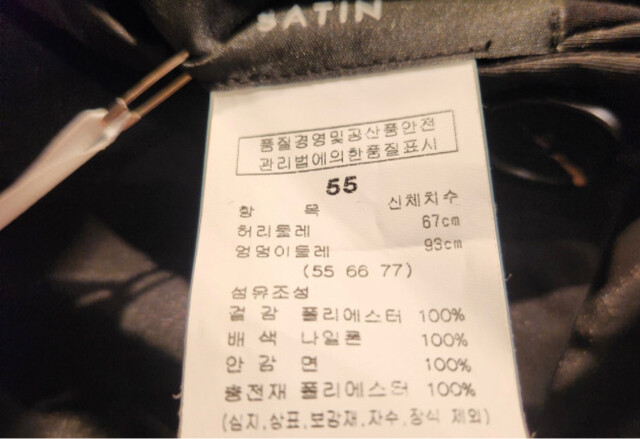 SATIN
품질경영및공산품안전
관리법에의한품질표시
55
항 목 신체치수
허리둘레 67cm
엉덩이둘레 93cm
(55 66 77)
섬유조성
겉 감 폴리에스터 100%
배 색 나일론 100%
안 감 면 100%
충전재 폴리에스터 100%
(심지,상표,보강재,자수,장식 제외)